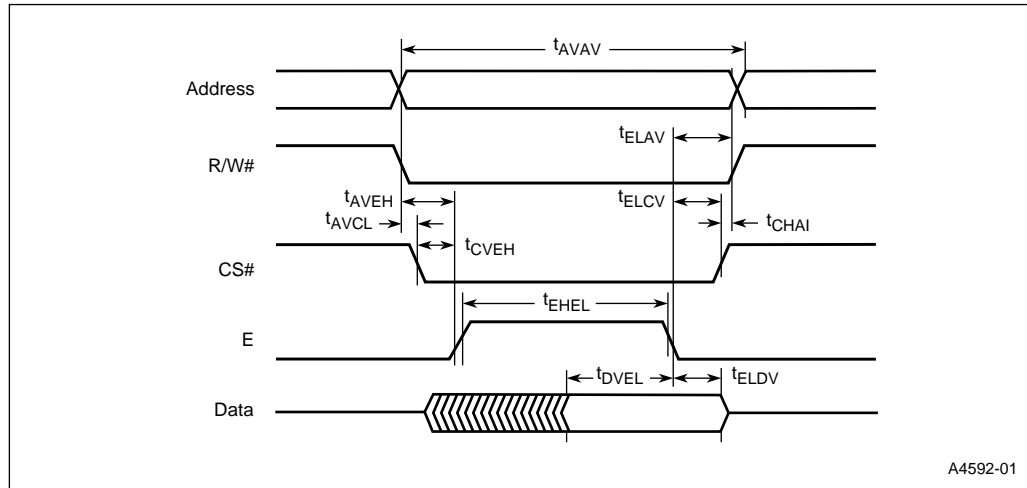 tAVAV
Address
tELAV
R/W#
tAVEH
tELCV
tAVCL
tCHAI
tCVEH
CS#
tEHEL
E
tDVEL
tELDV
Data
A4592-01